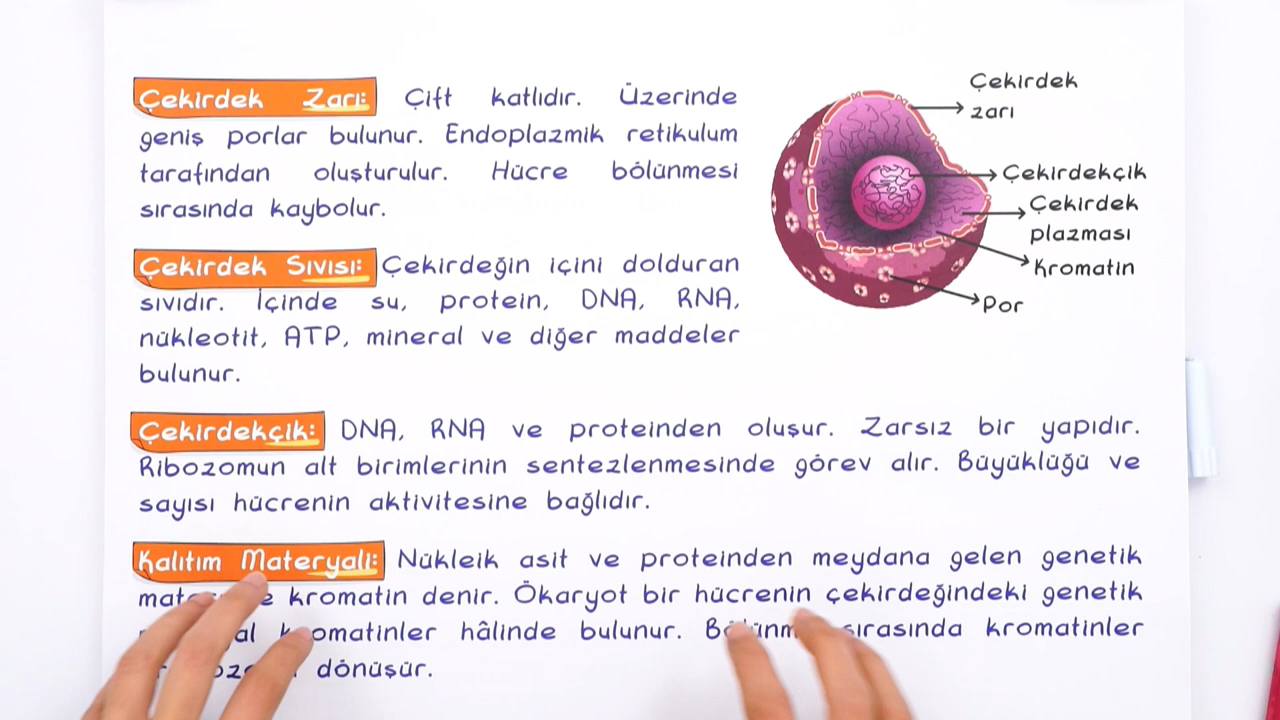 Çekirdek Zarı: Çift katlıdır. Üzerinde
geniş porlar bulunur. Endoplazmik retikulum
tarafından oluşturulur. Hücre bölünmesi
sırasında kaybolur.
Çekirdek Sıvısı: Çekirdeğin içini dolduran
sıvıdır. İçinde su, protein, DNA, RNA,
nükleotit, ATP, mineral ve diğer maddeler
bulunur.
Çekirdek
zarı
Çekirdekçik
Çekirdek
plazması
Kromatin
Por
Çekirdekçik: DNA, RNA ve proteinden oluşur. Zarsız bir yapıdır.
Ribozomun alt birimlerinin sentezlenmesinde görev alır. Büyüklüğü ve
sayısı hücrenin aktivitesine bağlıdır.
Kalıtım Materyali: Nükleik asit ve proteinden meydana gelen genetik
kromatin denir. Ökaryot bir hücrenin çekirdeğindeki genetik
kromatinler hâlinde bulunur. sırasında kromatinler
dönüşür.